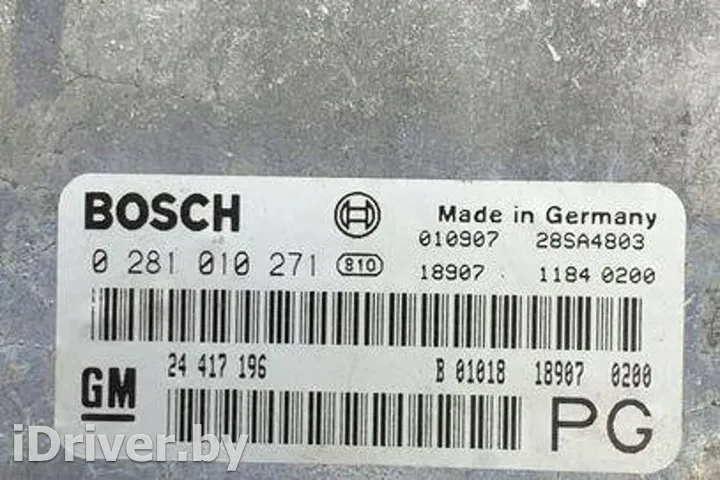 BOSCH Made in Germany
010907 28SA4803
0 281 010 271 S10 18907 1184 0200
24 417 196 B 01018 18907 0200
GM PG
iDriver.by